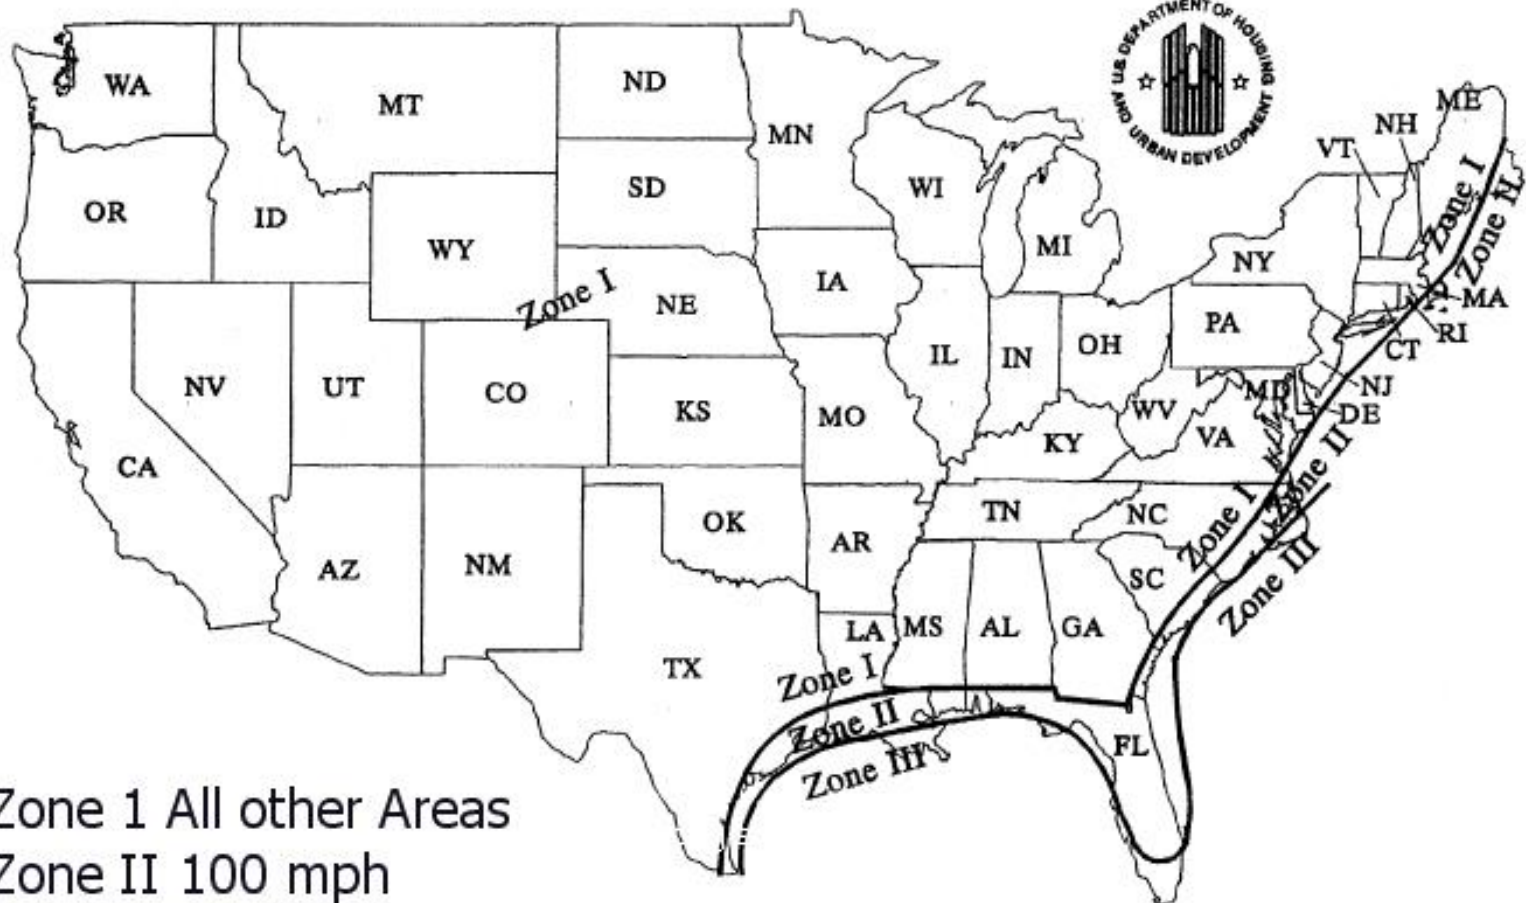 U.S. DEPARTMENT OF HOUSING
AND URBAN DEVELOPMENT
WA
MT
ND
MN
ME
NH
VT
OR
ID
SD
WI
Zone I
Zone II
WY
MI
NY
Zone I
NE
IA
MA
PA
RI
NV
UT
CO
IL
IN
OH
CT
NJ
MD
DE
KS
MO
WV
VA
CA
KY
Zone II
OK
TN
NC
Zone I
AZ
NM
AR
SC
Zone III
LA
MS
AL
GA
TX
Zone I
Zone II
FL
Zone III
Zone 1 All other Areas
Zone II 100 mph